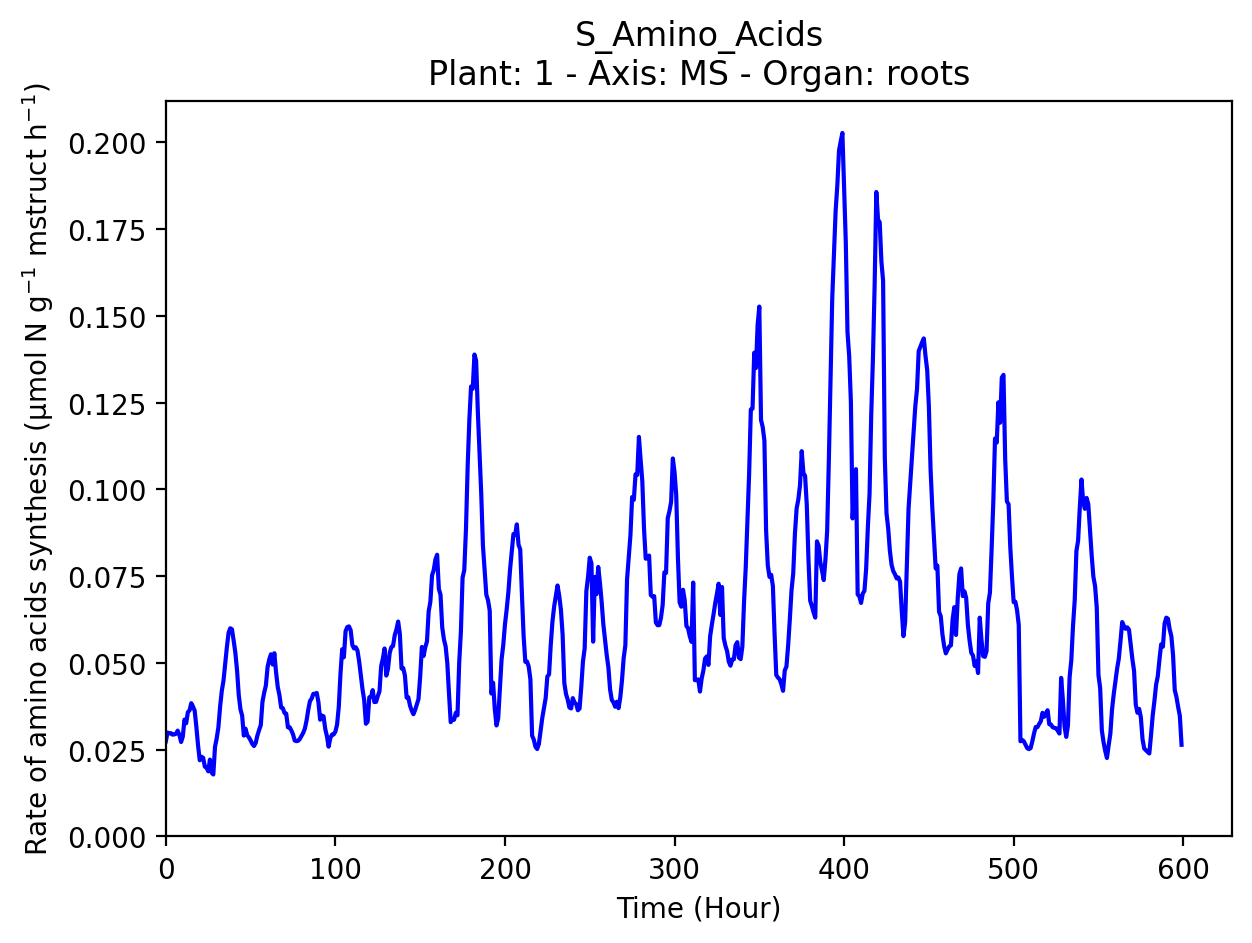 S_Amino_Acids
Plant: 1 - Axis: MS - Organ: roots
Rate of amino acids synthesis (µmol N g⁻¹ mstruct h⁻¹)
0.200
0.175
0.150
0.125
0.100
0.075
0.050
0.025
0.000
0 100 200 300 400 500 600
Time (Hour)